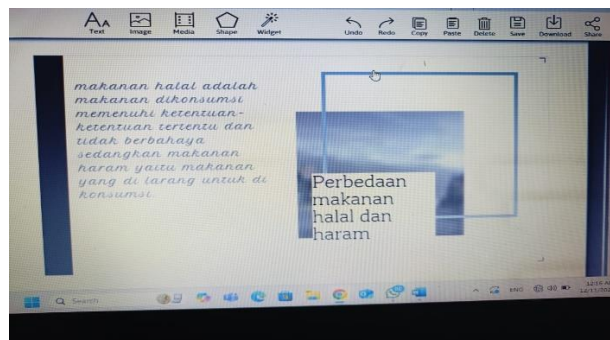 Text Image Media Shape Widget Undo Redo Copy Paste Delete Save Download Share
makanan halal adalah
makanan dikonsumsi
memenuhi ketentuan-
ketentuan tertentu dan
tidak berbahaya
sedangkan makanan
haram yaitu makanan
yang di larang untuk di
konsumsi
Perbedaan
makanan
halal dan
haram
Search
ENG